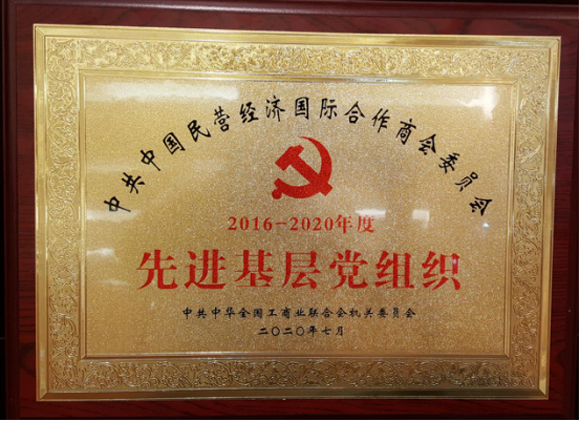 中共中国民营经济国际合作商会委员会
2016-2020年度
先进基层党组织
中共中华全国工商业联合会机关委员会
二〇二〇年七月